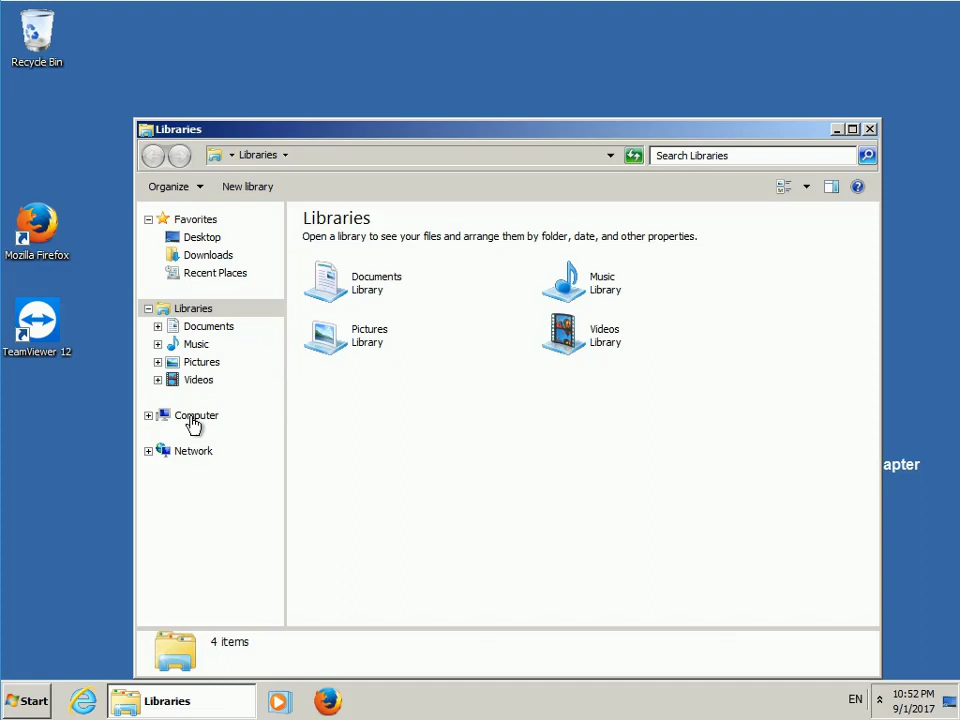 Recycle Bin
Mozilla Firefox
TeamViewer 12
Libraries
Libraries
Search Libraries
Organize
New library
Favorites
Desktop
Downloads
Recent Places
Libraries
Documents
Music
Pictures
Videos
Computer
Network
Libraries
Open a library to see your files and arrange them by folder, date, and other properties.
Documents
Library
Music
Library
Pictures
Library
Videos
Library
4 items
apter
Start
Libraries
EN
10:52 PM
9/1/2017